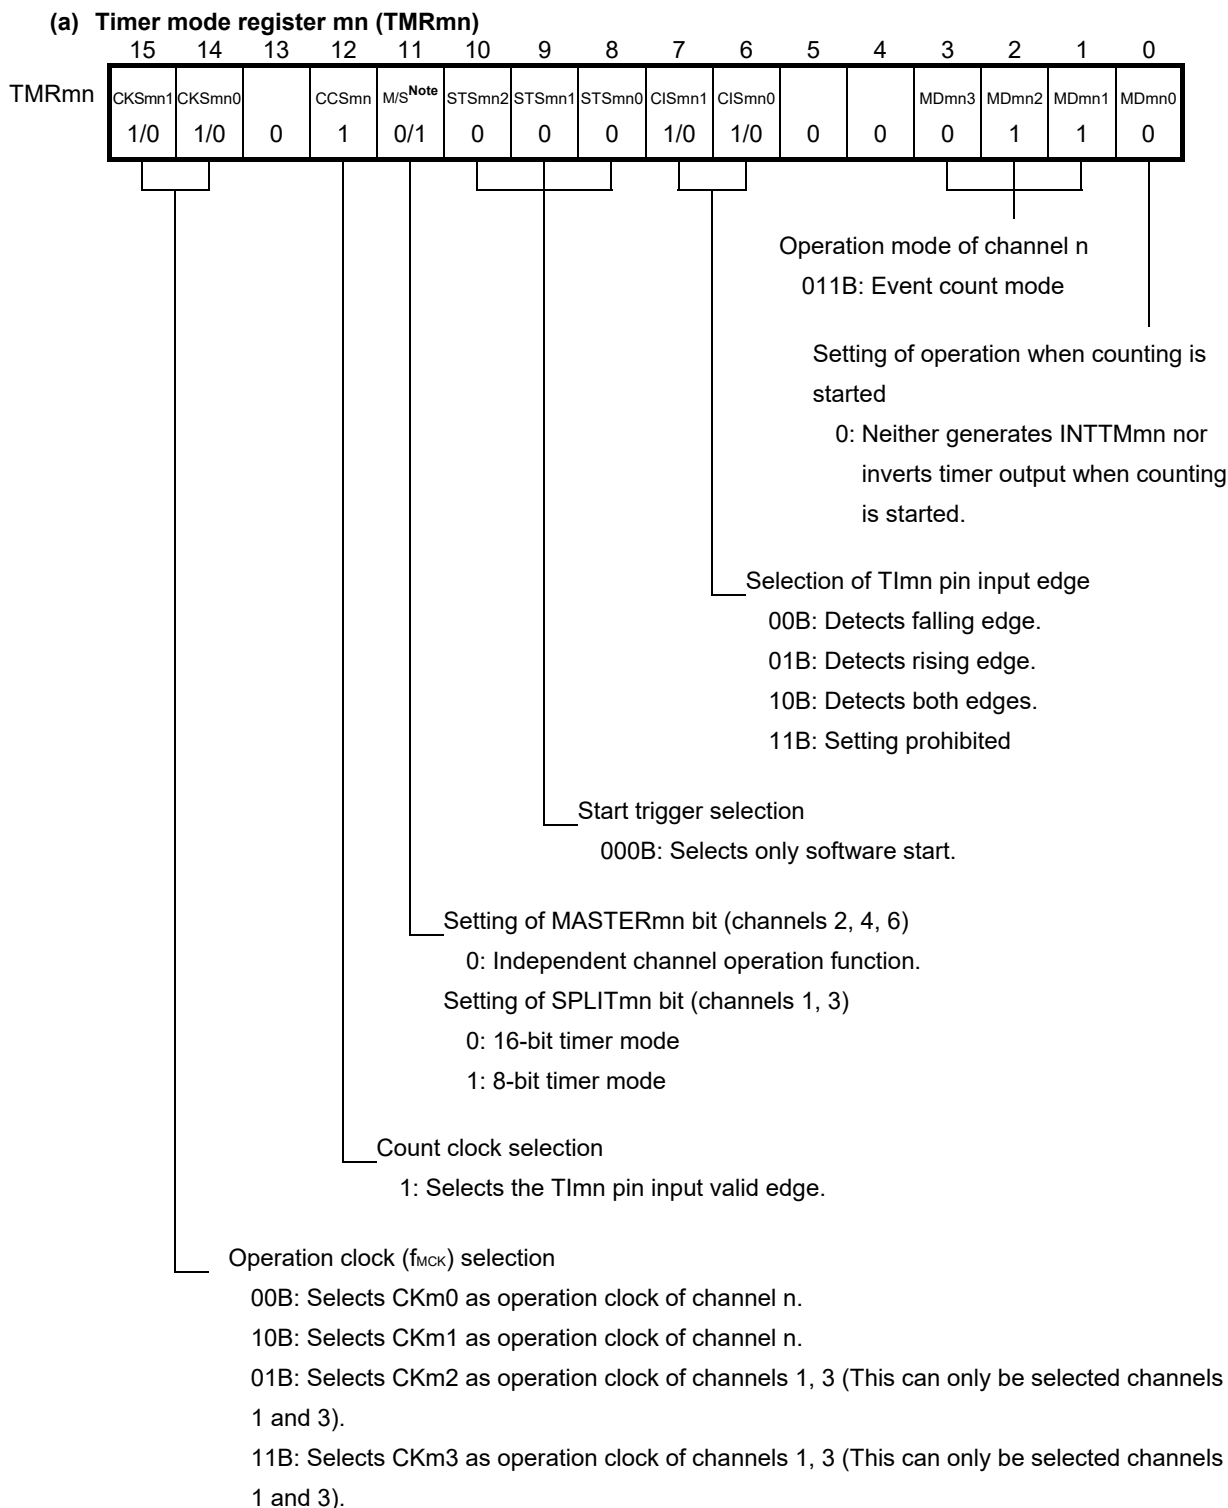 (a) Timer mode register mn (TMRmn)
15 14 13 12 11 10 9 8 7 6 5 4 3 2 1 0
TMRmn CKSmn1 CKSmn0 CCSmn M/SNote STSmn2 STSmn1 STSmn0 CISmn1 CISmn0 MDmn3 MDmn2 MDmn1 MDmn0
1/0 1/0 0 1 0/1 0 0 0 1/0 1/0 0 0 0 1 1 0
Operation mode of channel n
011B: Event count mode
Setting of operation when counting is
started
0: Neither generates INTTMmn nor
inverts timer output when counting
is started.
Selection of TImn pin input edge
00B: Detects falling edge.
01B: Detects rising edge.
10B: Detects both edges.
11B: Setting prohibited
Start trigger selection
000B: Selects only software start.
Setting of MASTERmn bit (channels 2, 4, 6)
0: Independent channel operation function.
Setting of SPLITmn bit (channels 1, 3)
0: 16-bit timer mode
1: 8-bit timer mode
Count clock selection
1: Selects the TImn pin input valid edge.
Operation clock (fMCK) selection
00B: Selects CKm0 as operation clock of channel n.
10B: Selects CKm1 as operation clock of channel n.
01B: Selects CKm2 as operation clock of channels 1, 3 (This can only be selected channels
1 and 3).
11B: Selects CKm3 as operation clock of channels 1, 3 (This can only be selected channels
1 and 3).